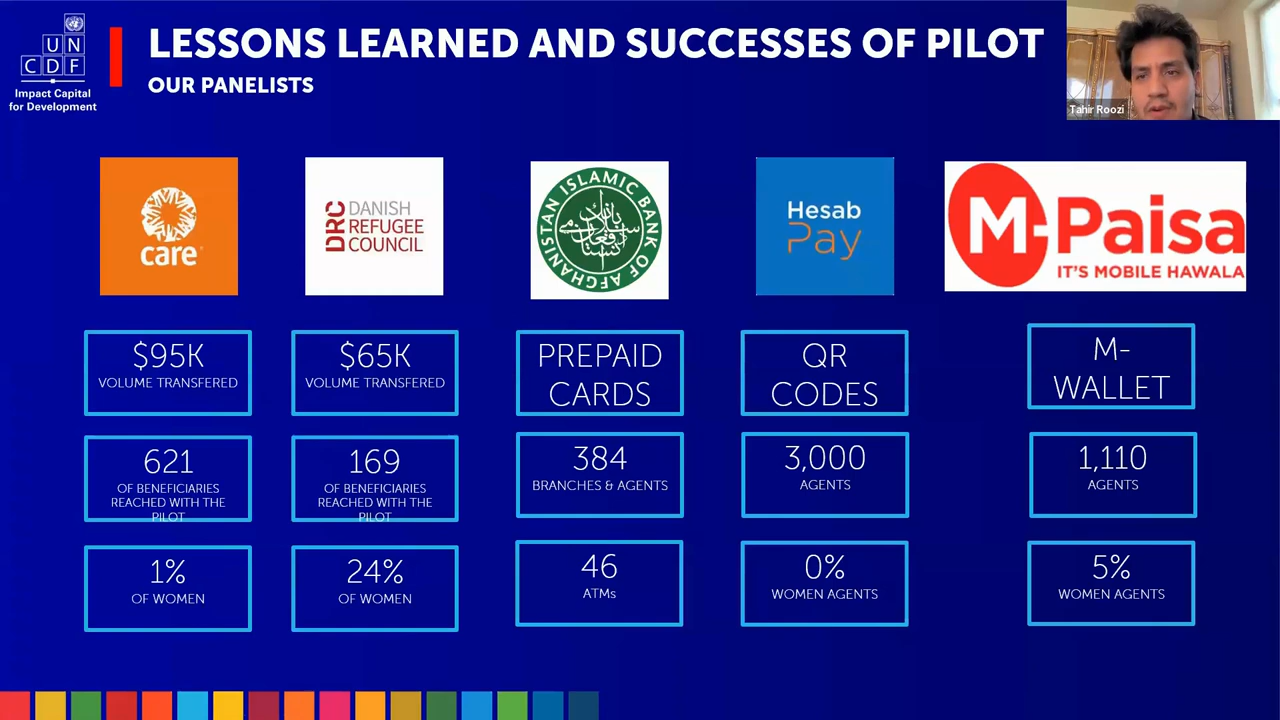 UN
CDF
Impact Capital
for Development
LESSONS LEARNED AND SUCCESSES OF PILOT
OUR PANELISTS
Tahir Roozi
care
DRC
DANISH
REFUGEE
COUNCIL
ISLAMIC BANK OF AFGHANISTAN
Hesab
Pay
M-Paisa
IT'S MOBILE HAWALA
$95K
VOLUME TRANSFERED
$65K
VOLUME TRANSFERED
PREPAID
CARDS
QR
CODES
M-
WALLET
621
OF BENEFICIARIES
REACHED WITH THE
PILOT
169
OF BENEFICIARIES
REACHED WITH THE
PILOT
384
BRANCHES & AGENTS
3,000
AGENTS
1,110
AGENTS
1%
OF WOMEN
24%
OF WOMEN
46
ATMs
0%
WOMEN AGENTS
5%
WOMEN AGENTS